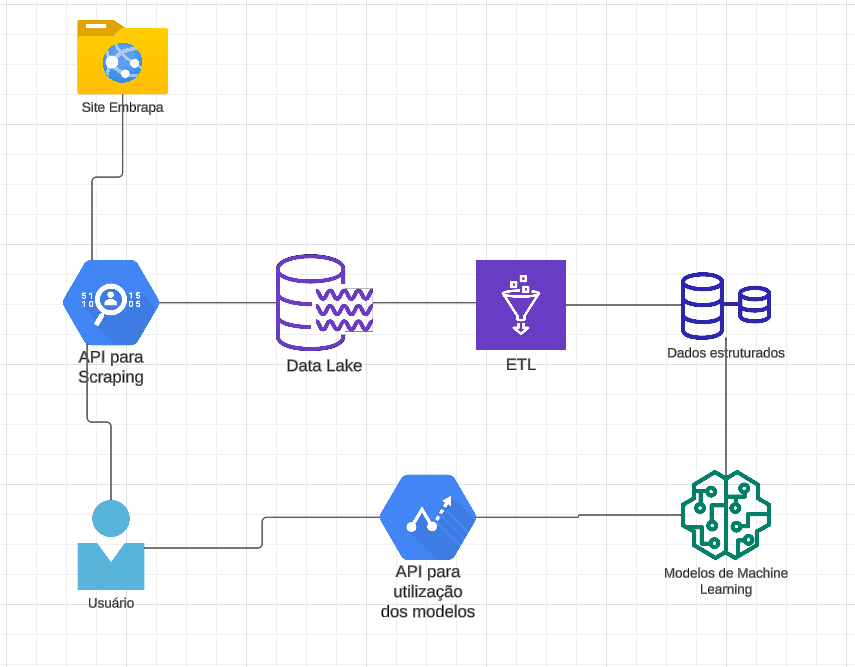 Site Embrapa
51
10
15
05
API para
Scraping
Data Lake
ETL
Dados estruturados
Usuário
API para
utilização
dos modelos
Modelos de Machine
Learning